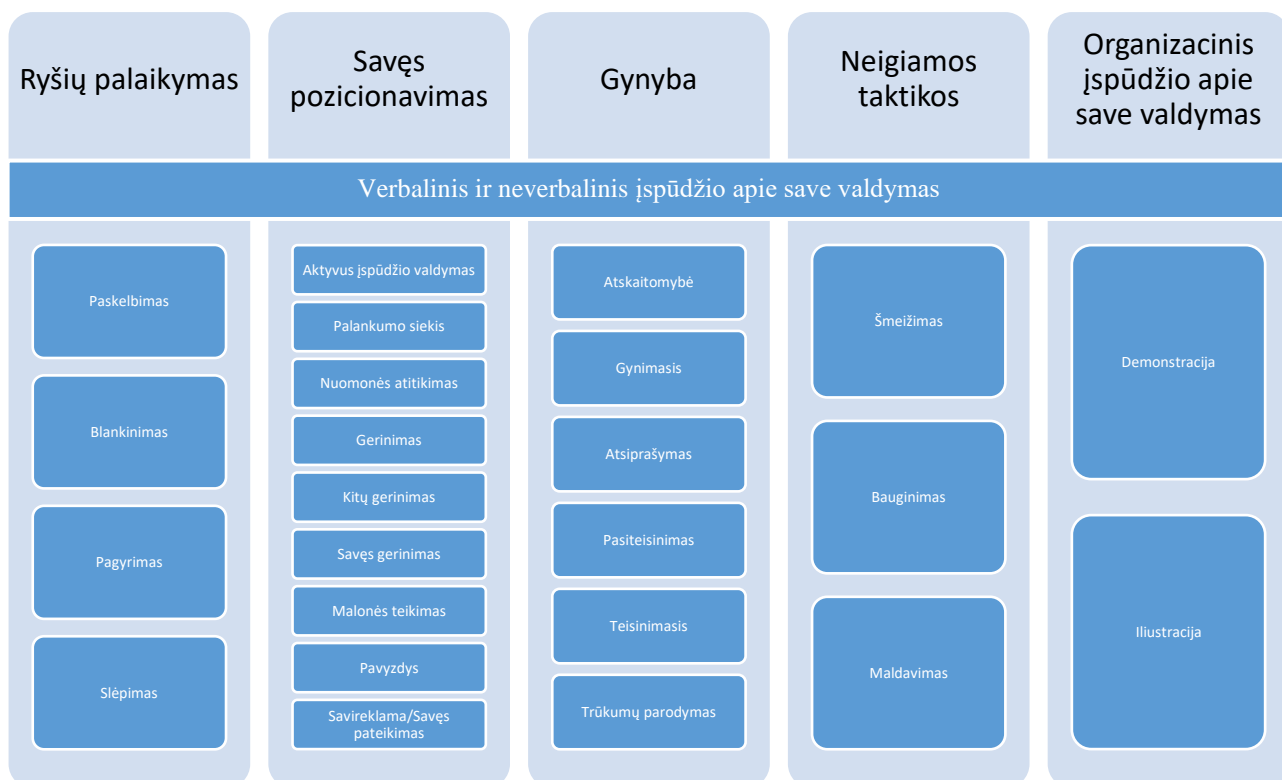 Ryšių palaikymas
Savęs
pozicionavimas
Gynyba
Neigiamos
taktikos
Organizacinis
įspūdžio apie
save valdymas
Verbalinis ir neverbalinis įspūdžio apie save valdymas
Paskelbimas
Blankinimas
Pagyrimas
Slėpimas
Aktyvus įspūdžio valdymas
Palankumo siekis
Nuomonės atitikimas
Gerinimas
Kitų gerinimas
Savęs gerinimas
Malonės teikimas
Pavyzdys
Savireklama/Savęs
pateikimas
Atskaitomybė
Gynimasis
Atsiprašymas
Pasiteisinimas
Teisinimasis
Trūkumų parodymas
Šmeižimas
Bauginimas
Maldavimas
Demonstracija
Iliustracija